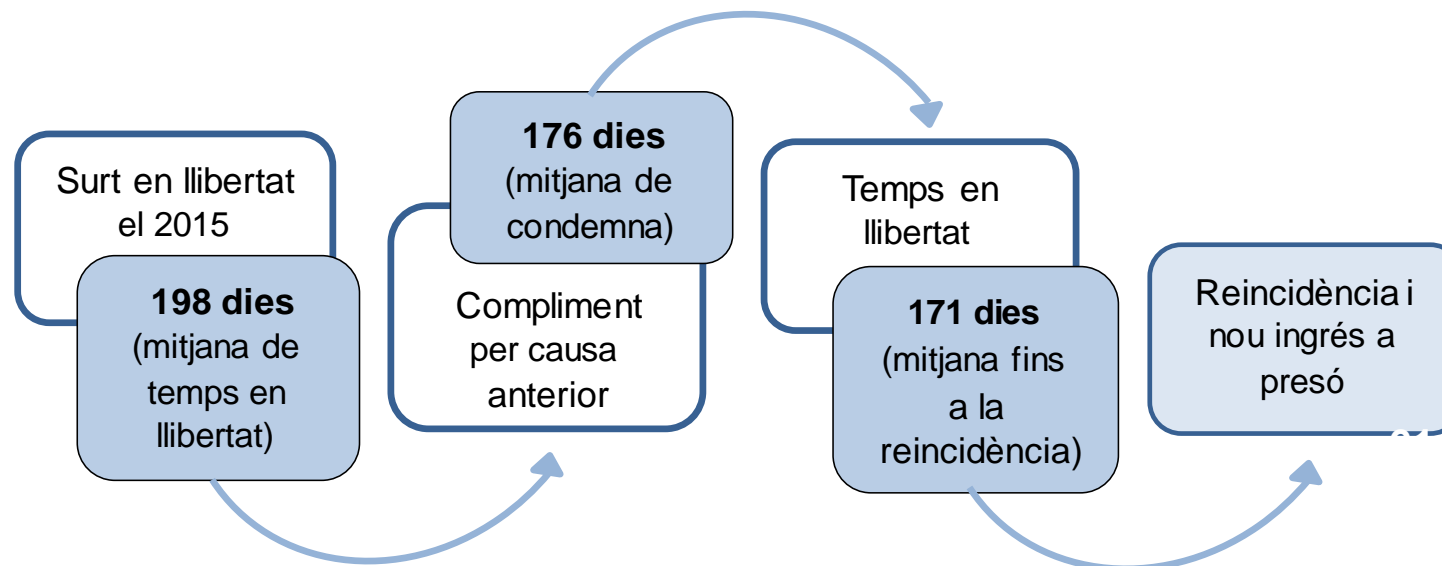 Surt en llibertat
el 2015
198 dies
(mitjana de
temps en
llibertat)
176 dies
(mitjana de
condemna)
Compliment
per causa
anterior
Temps en
llibertat
171 dies
(mitjana fins
a la
reincidència)
Reincidència i
nou ingrés a
presó